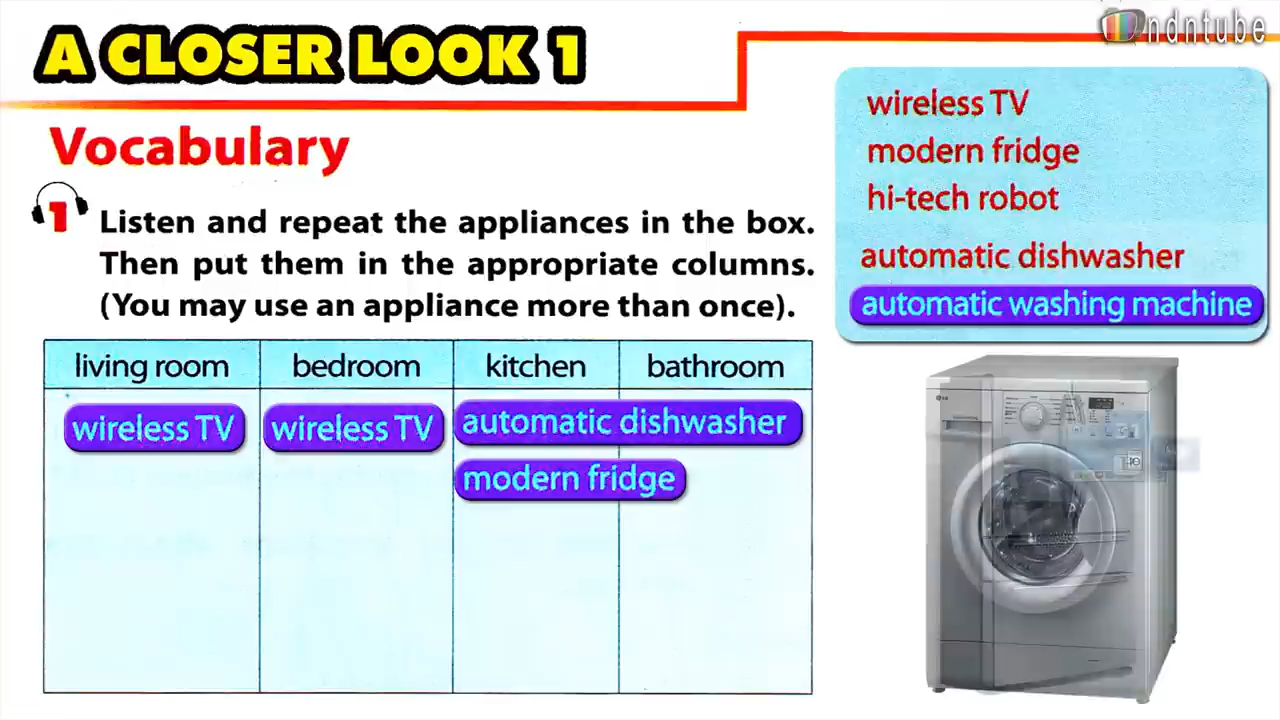 A CLOSER LOOK 1
ndntube
Vocabulary
1 Listen and repeat the appliances in the box.
Then put them in the appropriate columns.
(You may use an appliance more than once).
wireless TV
modern fridge
hi-tech robot
automatic dishwasher
automatic washing machine
living room bedroom kitchen bathroom
wireless TV wireless TV automatic dishwasher
modern fridge